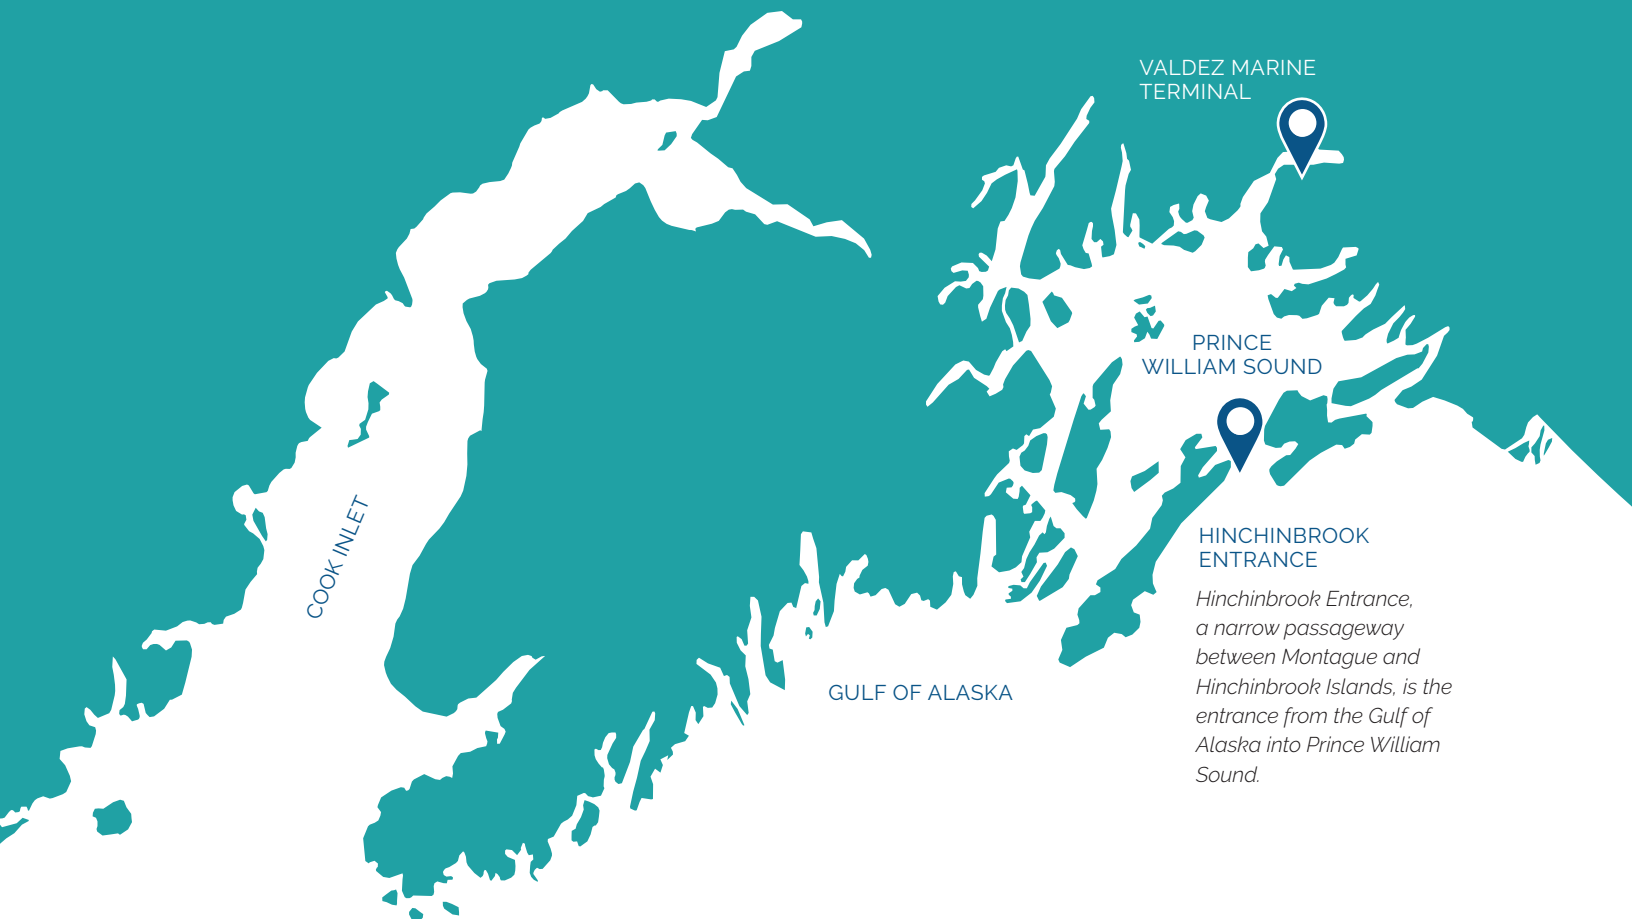 VALDEZ MARINE
TERMINAL
PRINCE
WILLIAM SOUND
COOK INLET
HINCHINBROOK
ENTRANCE
Hinchinbrook Entrance,
a narrow passageway
between Montague and
Hinchinbrook Islands, is the
entrance from the Gulf of
Alaska into Prince William
Sound.
GULF OF ALASKA